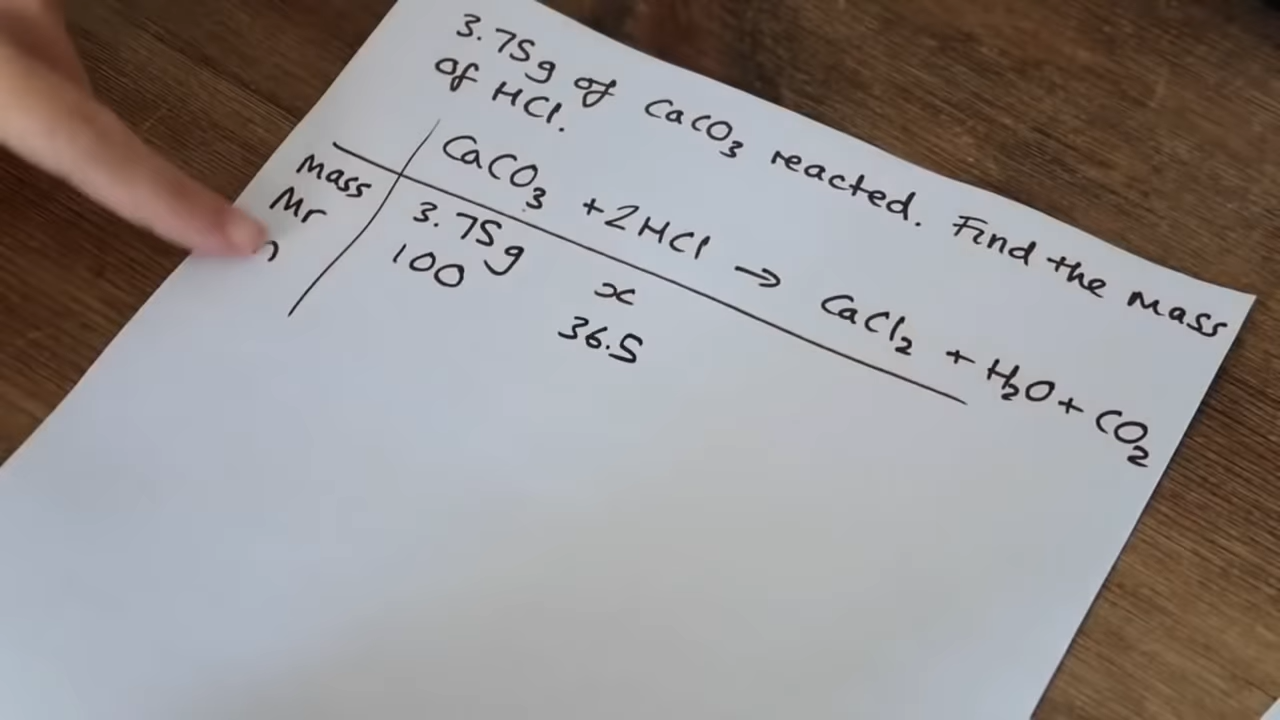 3.75g of CaCO₃ reacted. Find the mass
of HCl.
CaCO₃ + 2HCl → CaCl₂ + H₂O + CO₂
Mass 3.75g x
Mr 100 36.5
n